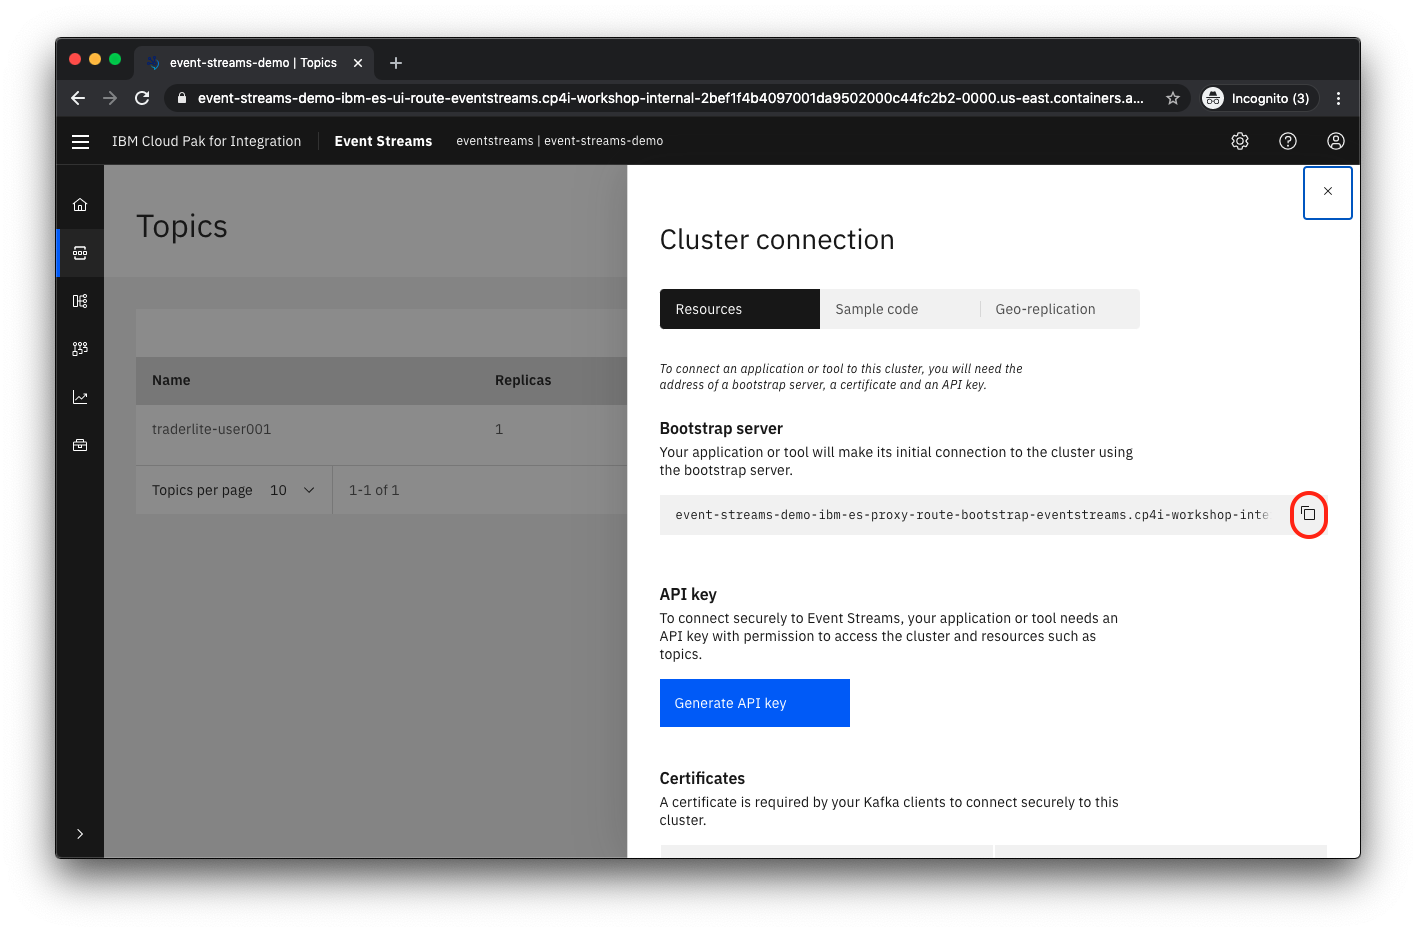 event-streams-demo | Topics
event-streams-demo-ibm-es-ui-route-eventstreams.cp4i-workshop-internal-2bef1f4b4097001da9502000c44fc2b2-0000.us-east.containers.a...
Incognito (3)
IBM Cloud Pak for Integration
Event Streams
eventstreams | event-streams-demo
Topics
Name Replicas
traderlite-user001 1
Topics per page 10 1-1 of 1
Cluster connection
Resources Sample code Geo-replication
To connect an application or tool to this cluster, you will need the
address of a bootstrap server, a certificate and an API key.
Bootstrap server
Your application or tool will make its initial connection to the cluster using
the bootstrap server.
event-streams-demo-ibm-es-proxy-route-bootstrap-eventstreams.cp4i-workshop-inte
API key
To connect securely to Event Streams, your application or tool needs an
API key with permission to access the cluster and resources such as
topics.
Generate API key
Certificates
A certificate is required by your Kafka clients to connect securely to this
cluster.